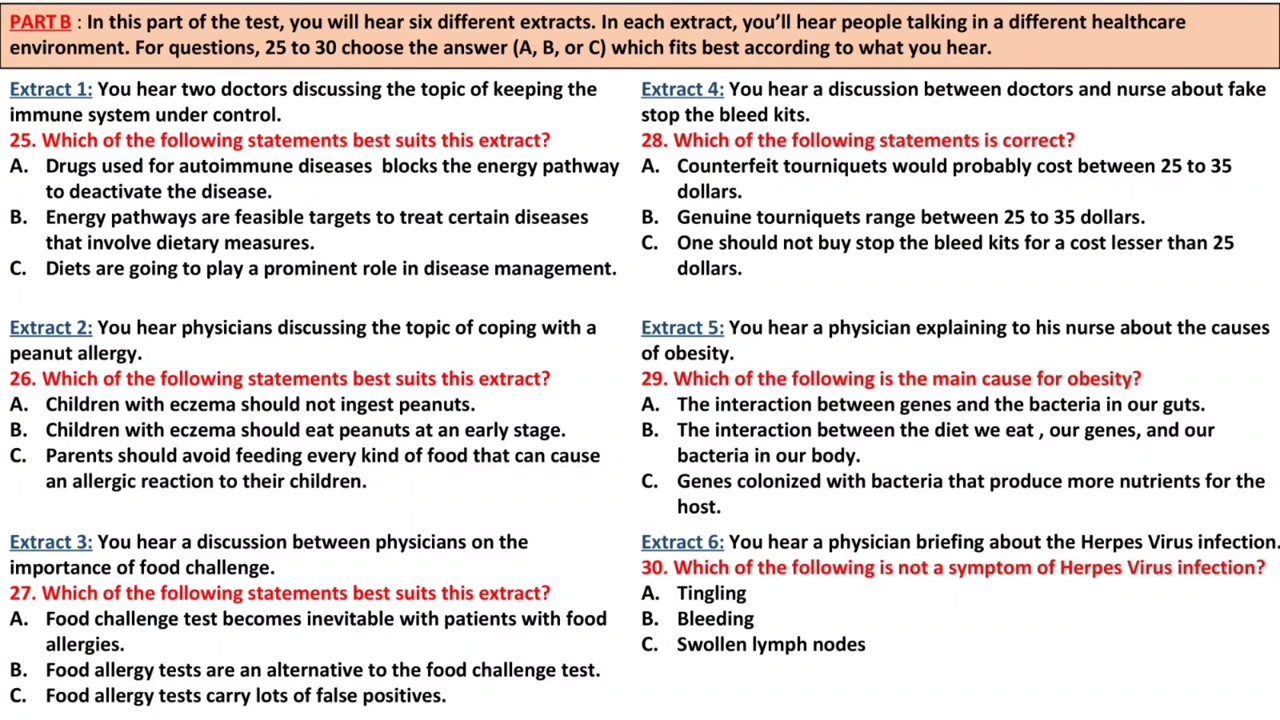 PART B : In this part of the test, you will hear six different extracts. In each extract, you'll hear people talking in a different healthcare
environment. For questions, 25 to 30 choose the answer (A, B, or C) which fits best according to what you hear.
Extract 1: You hear two doctors discussing the topic of keeping the
immune system under control.
25. Which of the following statements best suits this extract?
A. Drugs used for autoimmune diseases blocks the energy pathway
to deactivate the disease.
B. Energy pathways are feasible targets to treat certain diseases
that involve dietary measures.
C. Diets are going to play a prominent role in disease management.
Extract 2: You hear physicians discussing the topic of coping with a
peanut allergy.
26. Which of the following statements best suits this extract?
A. Children with eczema should not ingest peanuts.
B. Children with eczema should eat peanuts at an early stage.
C. Parents should avoid feeding every kind of food that can cause
an allergic reaction to their children.
Extract 3: You hear a discussion between physicians on the
importance of food challenge.
27. Which of the following statements best suits this extract?
A. Food challenge test becomes inevitable with patients with food
allergies.
B. Food allergy tests are an alternative to the food challenge test.
C. Food allergy tests carry lots of false positives.
Extract 4: You hear a discussion between doctors and nurse about fake
stop the bleed kits.
28. Which of the following statements is correct?
A. Counterfeit tourniquets would probably cost between 25 to 35
dollars.
B. Genuine tourniquets range between 25 to 35 dollars.
C. One should not buy stop the bleed kits for a cost lesser than 25
dollars.
Extract 5: You hear a physician explaining to his nurse about the causes
of obesity.
29. Which of the following is the main cause for obesity?
A. The interaction between genes and the bacteria in our guts.
B. The interaction between the diet we eat , our genes, and our
bacteria in our body.
C. Genes colonized with bacteria that produce more nutrients for the
host.
Extract 6: You hear a physician briefing about the Herpes Virus infection.
30. Which of the following is not a symptom of Herpes Virus infection?
A. Tingling
B. Bleeding
C. Swollen lymph nodes